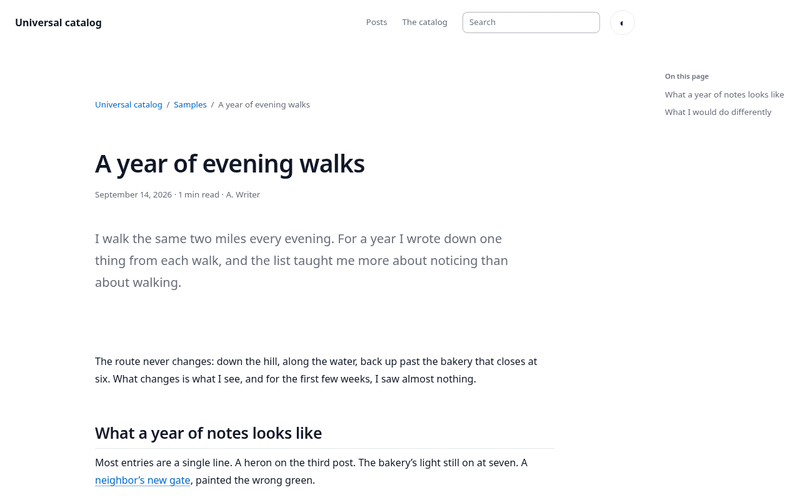 Universal catalog
Posts
The catalog
Search
On this page
What a year of notes looks like
What I would do differently
Universal catalog / Samples / A year of evening walks
A year of evening walks
September 14, 2026 · 1 min read · A. Writer
I walk the same two miles every evening. For a year I wrote down one
thing from each walk, and the list taught me more about noticing than
about walking.
The route never changes: down the hill, along the water, back up past the bakery that closes at
six. What changes is what I see, and for the first few weeks, I saw almost nothing.
What a year of notes looks like
Most entries are a single line. A heron on the third post. The bakery’s light still on at seven. A
neighbor’s new gate, painted the wrong green.